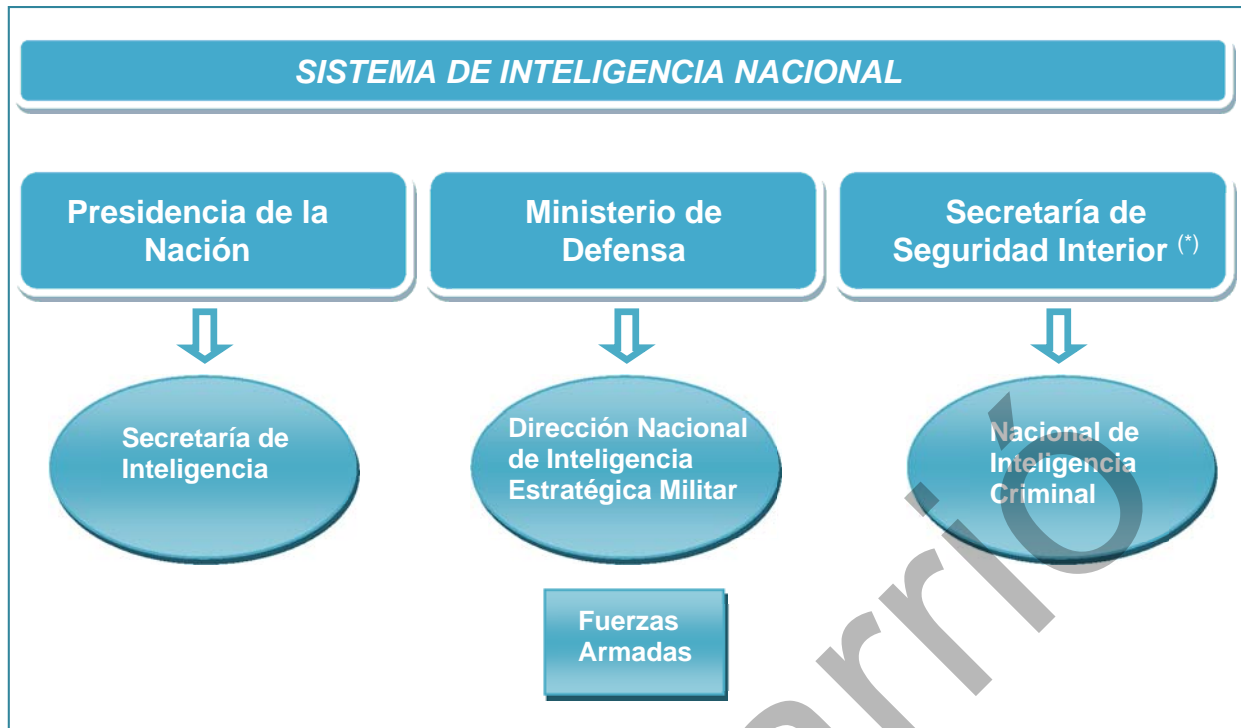 SISTEMA DE INTELIGENCIA NACIONAL
Presidencia de la
Nación
Ministerio de
Defensa
Secretaría de
Seguridad Interior (*)
Secretaría de
Inteligencia
Dirección Nacional
de Inteligencia
Estratégica Militar
Nacional de
Inteligencia
Criminal
Fuerzas
Armadas
arrió